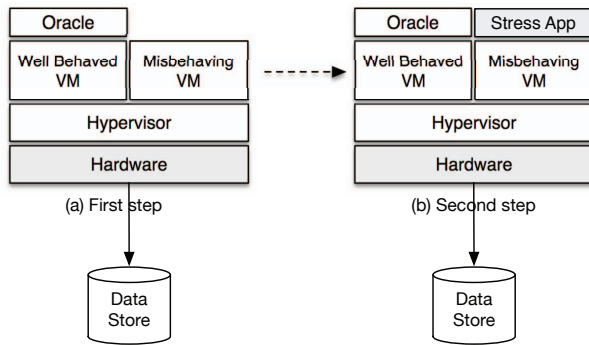 Oracle
Well Behaved
VM
Misbehaving
VM
Hypervisor
Hardware
(a) First step
Data
Store
Oracle
Stress App
Well Behaved
VM
Misbehaving
VM
Hypervisor
Hardware
(b) Second step
Data
Store